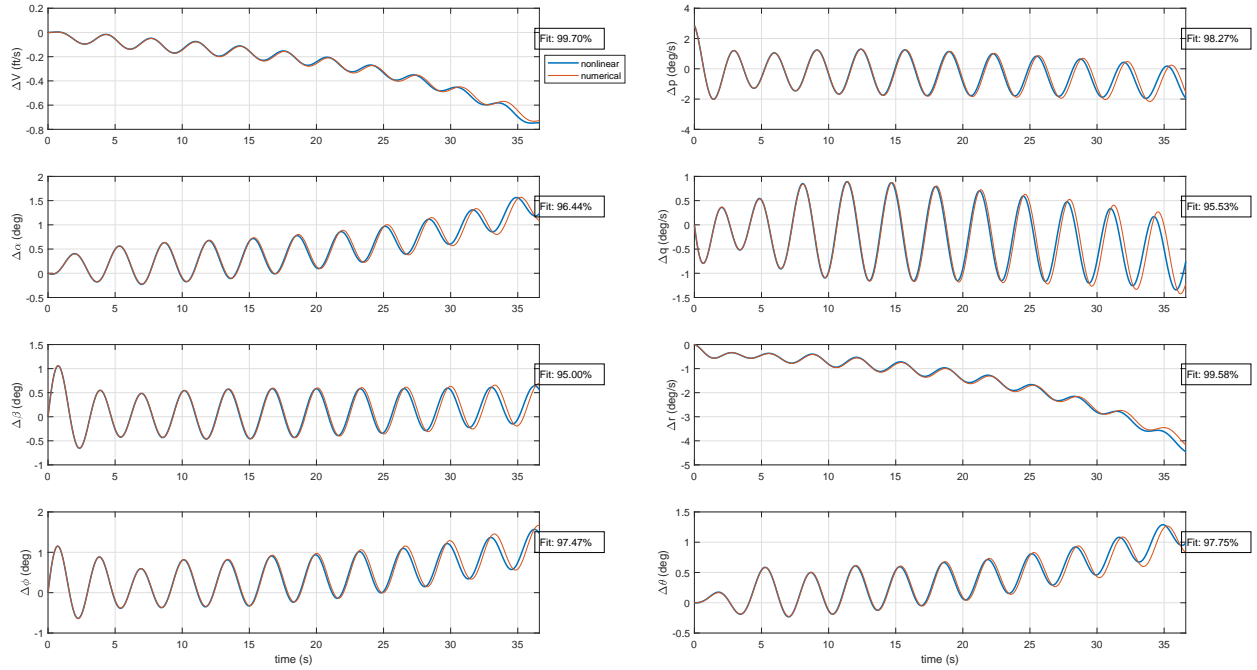 0.2
0
-0.2
-0.4
-0.6
-0.8
ΔV (ft/s)
0 5 10 15 20 25 30 35
Fit: 99.70%
nonlinear
numerical
4
2
0
-2
-4
Δp (deg/s)
0 5 10 15 20 25 30 35
Fit: 98.27%
2
1.5
1
0.5
0
-0.5
Δα (deg)
0 5 10 15 20 25 30 35
Fit: 96.44%
1
0.5
0
-0.5
-1
-1.5
Δq (deg/s)
0 5 10 15 20 25 30 35
Fit: 95.53%
1.5
1
0.5
0
-0.5
-1
Δβ (deg)
0 5 10 15 20 25 30 35
Fit: 95.00%
0
-1
-2
-3
-4
-5
Δr (deg/s)
0 5 10 15 20 25 30 35
Fit: 99.58%
2
1
0
-1
Δϕ (deg)
0 5 10 15 20 25 30 35
time (s)
Fit: 97.47%
1.5
1
0.5
0
-0.5
Δθ (deg)
0 5 10 15 20 25 30 35
time (s)
Fit: 97.75%